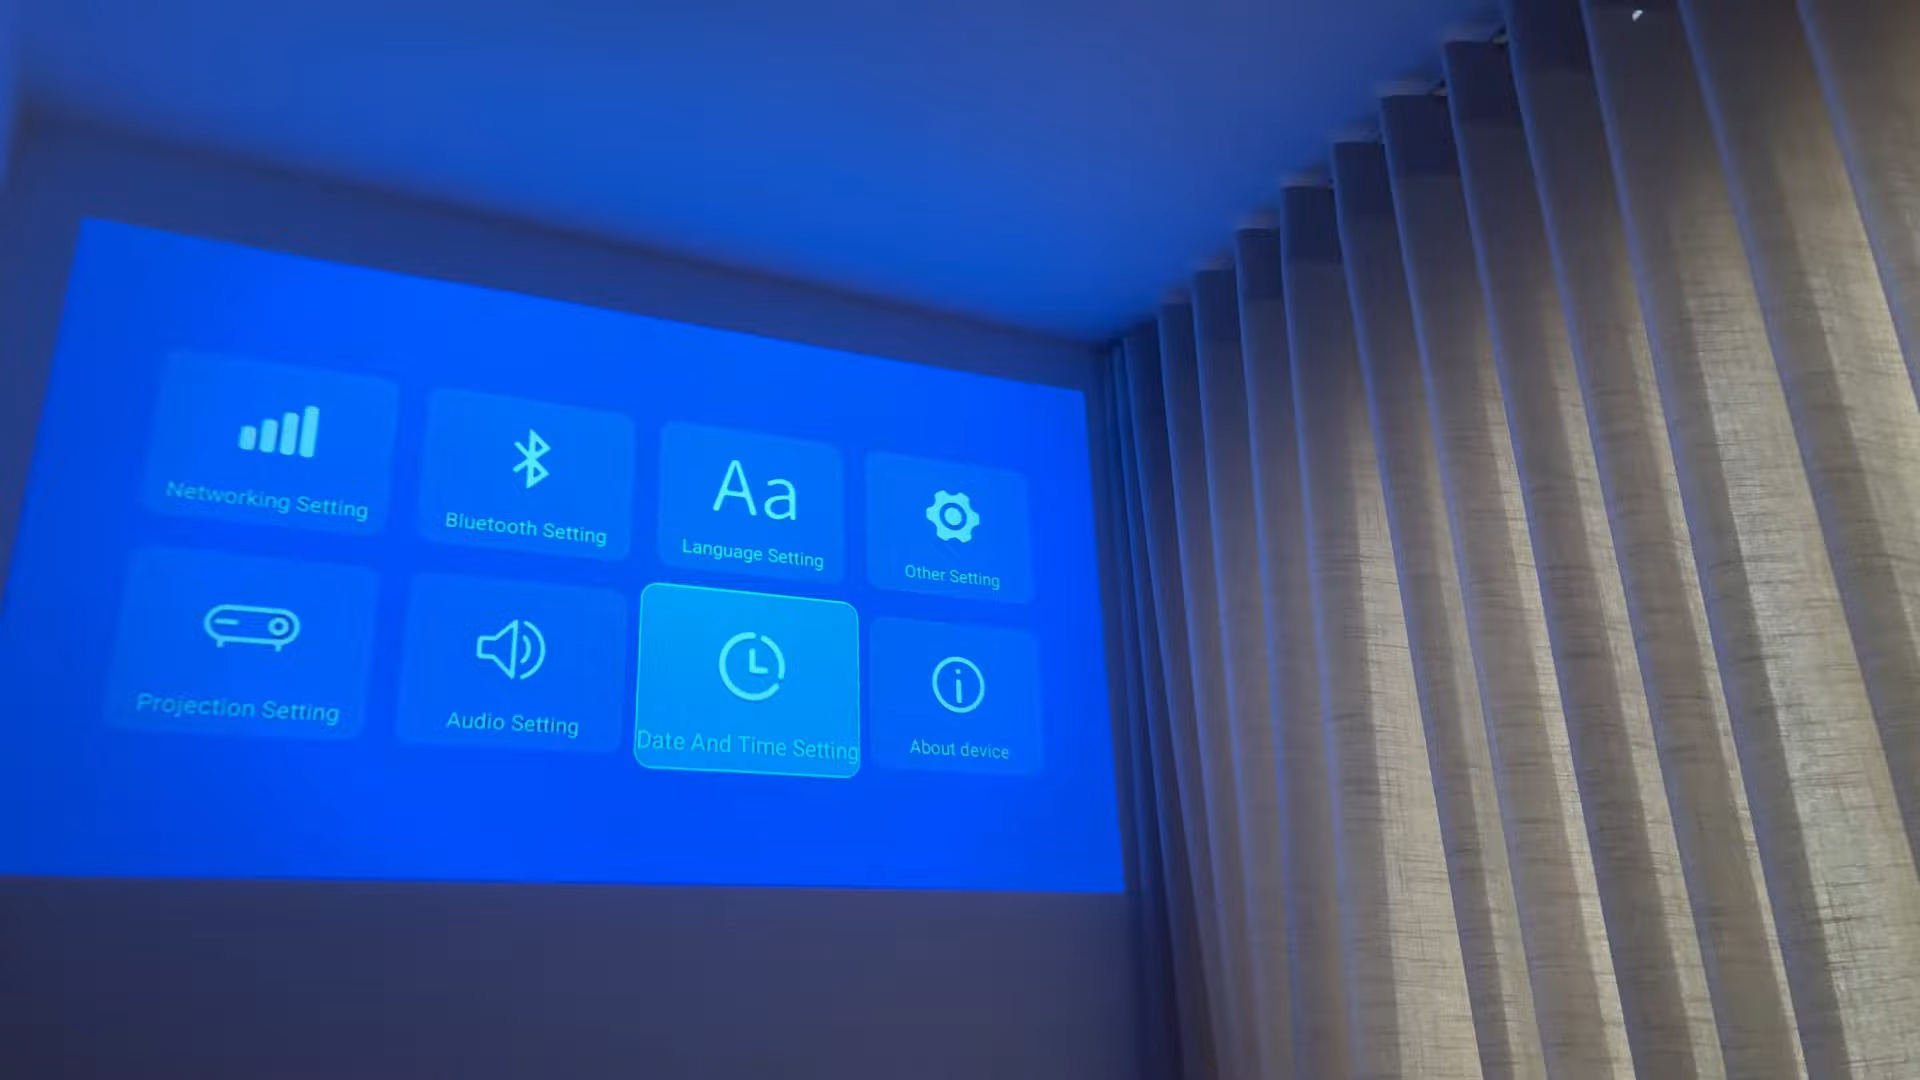 Networking Setting
Bluetooth Setting
Aa
Language Setting
Other Setting
Projection Setting
Audio Setting
Date And Time Setting
About device